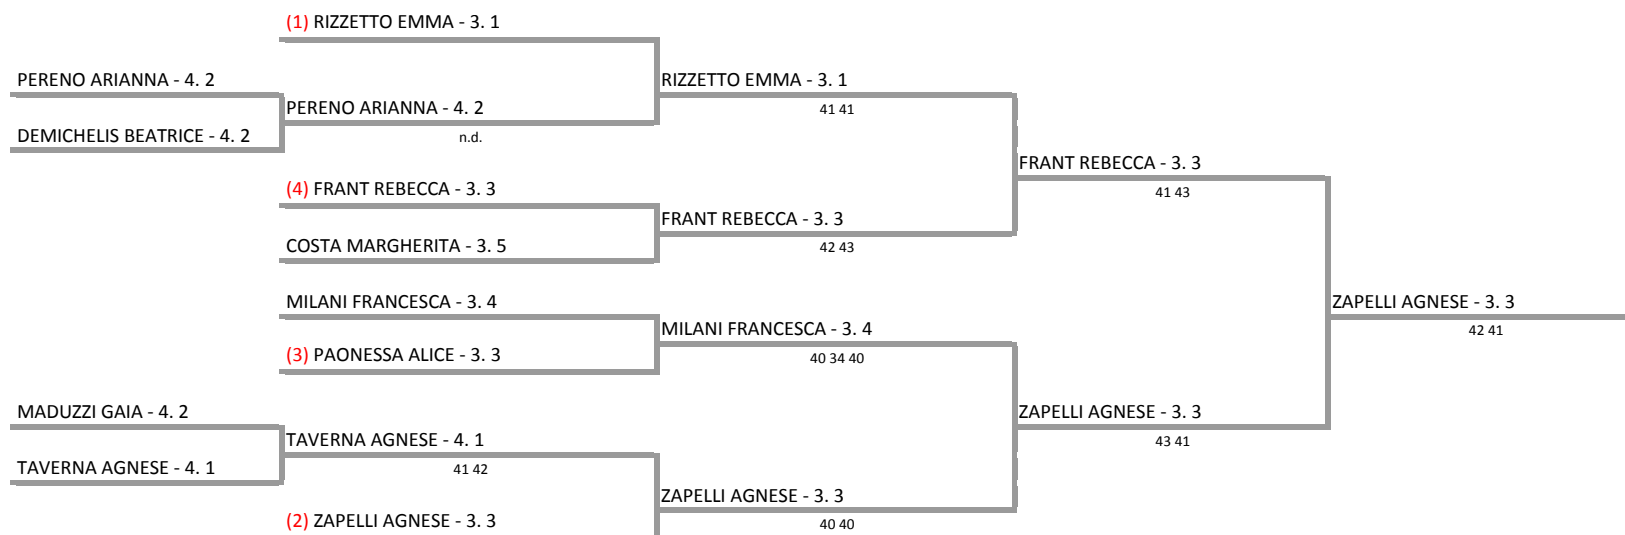 (1) RIZZETTO EMMA - 3. 1
PERENO ARIANNA - 4. 2
RIZZETTO EMMA - 3. 1
41 41
PERENO ARIANNA - 4. 2
n.d.
DEMICHELIS BEATRICE - 4. 2
FRANT REBECCA - 3. 3
41 43
(4) FRANT REBECCA - 3. 3
FRANT REBECCA - 3. 3
42 43
COSTA MARGHERITA - 3. 5
MILANI FRANCESCA - 3. 4
ZAPELLI AGNESE - 3. 3
42 41
MILANI FRANCESCA - 3. 4
40 34 40
(3) PAONESSA ALICE - 3. 3
MADUZZI GAIA - 4. 2
ZAPELLI AGNESE - 3. 3
43 41
TAVERNA AGNESE - 4. 1
41 42
TAVERNA AGNESE - 4. 1
ZAPELLI AGNESE - 3. 3
40 40
(2) ZAPELLI AGNESE - 3. 3